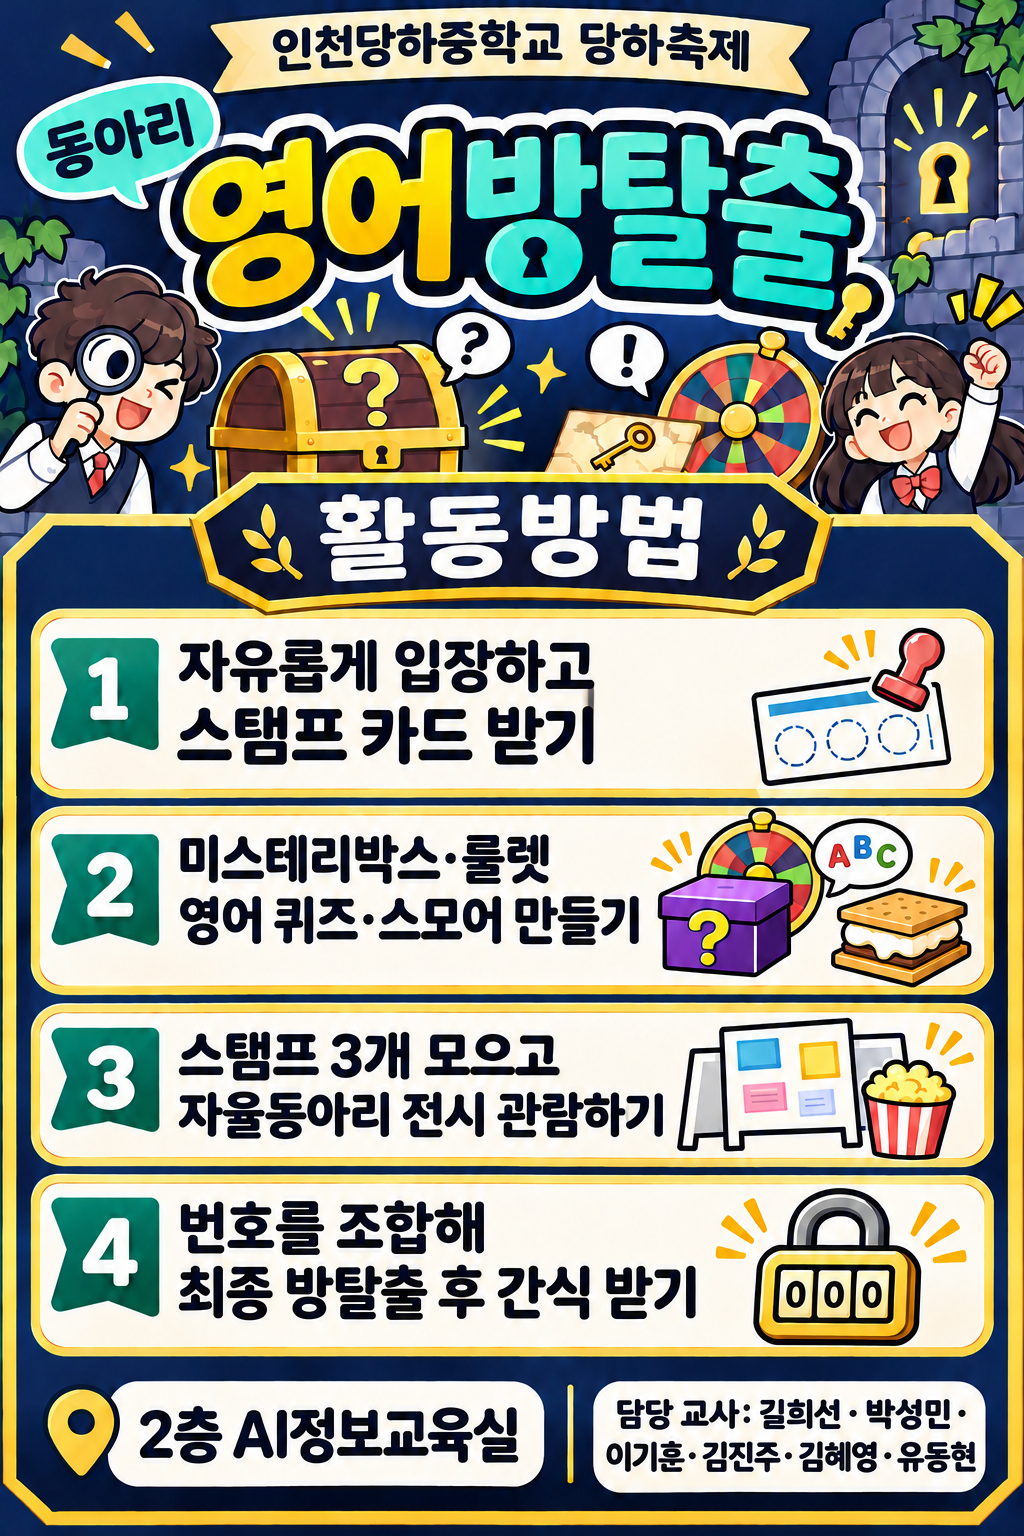 인천당하중학교 당하축제
동아리
영어방탈출
?
!
?
활동방법
1
자유롭게 입장하고
스탬프 카드 받기
2
미스테리박스·룰렛
영어 퀴즈·스모어 만들기
ABC
?
3
스탬프 3개 모으고
자율동아리 전시 관람하기
4
번호를 조합해
최종 방탈출 후 간식 받기
000
2층 AI정보교육실
담당 교사: 길희선·박성민·
이기훈·김진주·김혜영·유동현